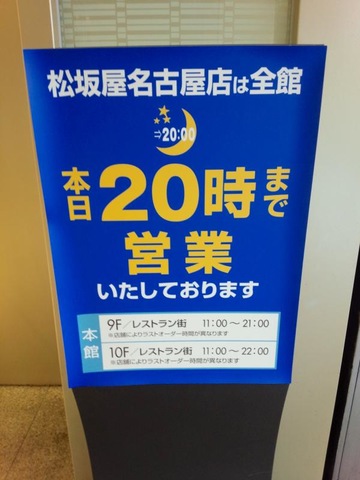 松坂屋名古屋店は全館
⇒20:00
本日20時まで
営業
いたしております
本館
9F/レストラン街 11:00～21:00
※店舗によりラストオーダー時間が異なります
10F/レストラン街 11:00～22:00
※店舗によりラストオーダー時間が異なります